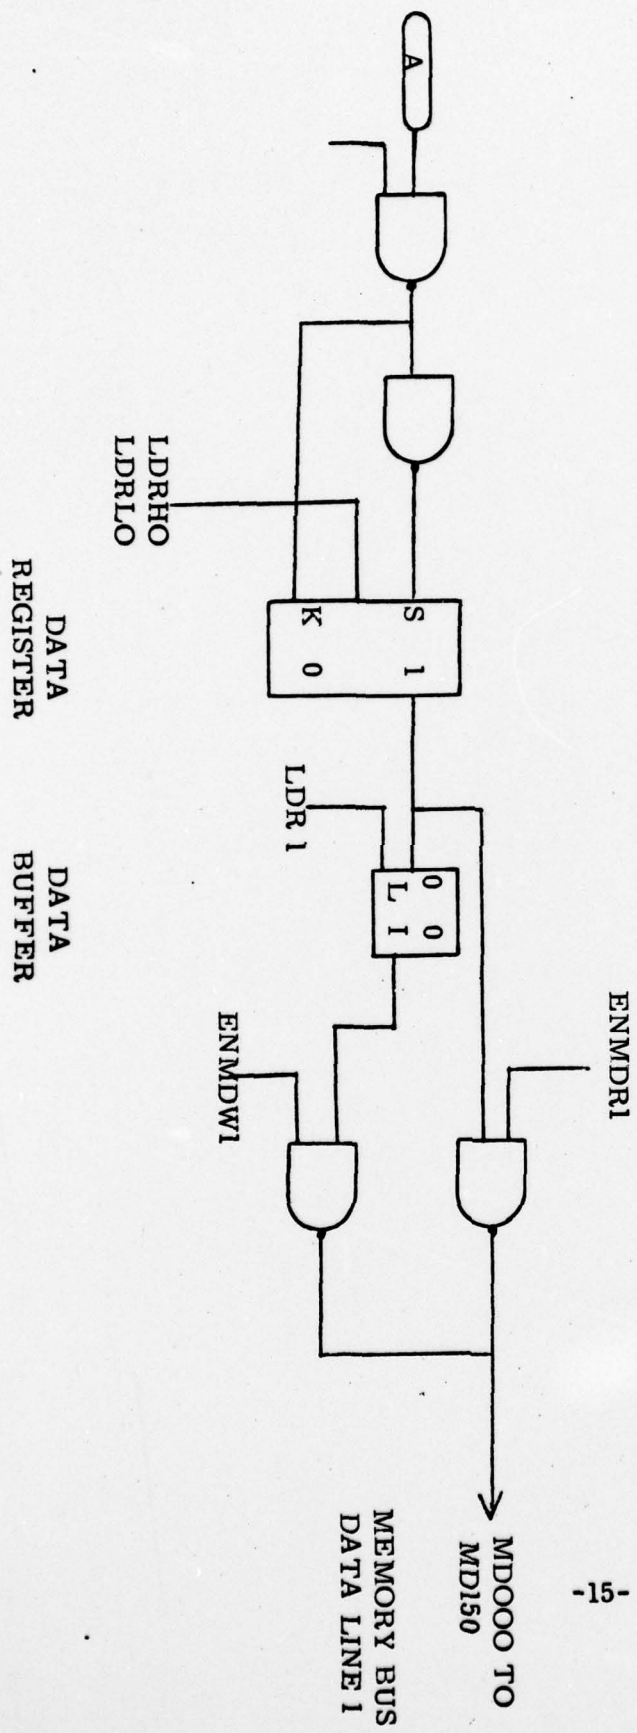 -15-
A
LDRHO
LDRLO
S 1
K 0
DATA
REGISTER
LDR 1
0 0
L I
DATA
BUFFER
ENMDR1
ENMDW1
MDOOO TO
MD150
MEMORY BUS
DATA LINE 1